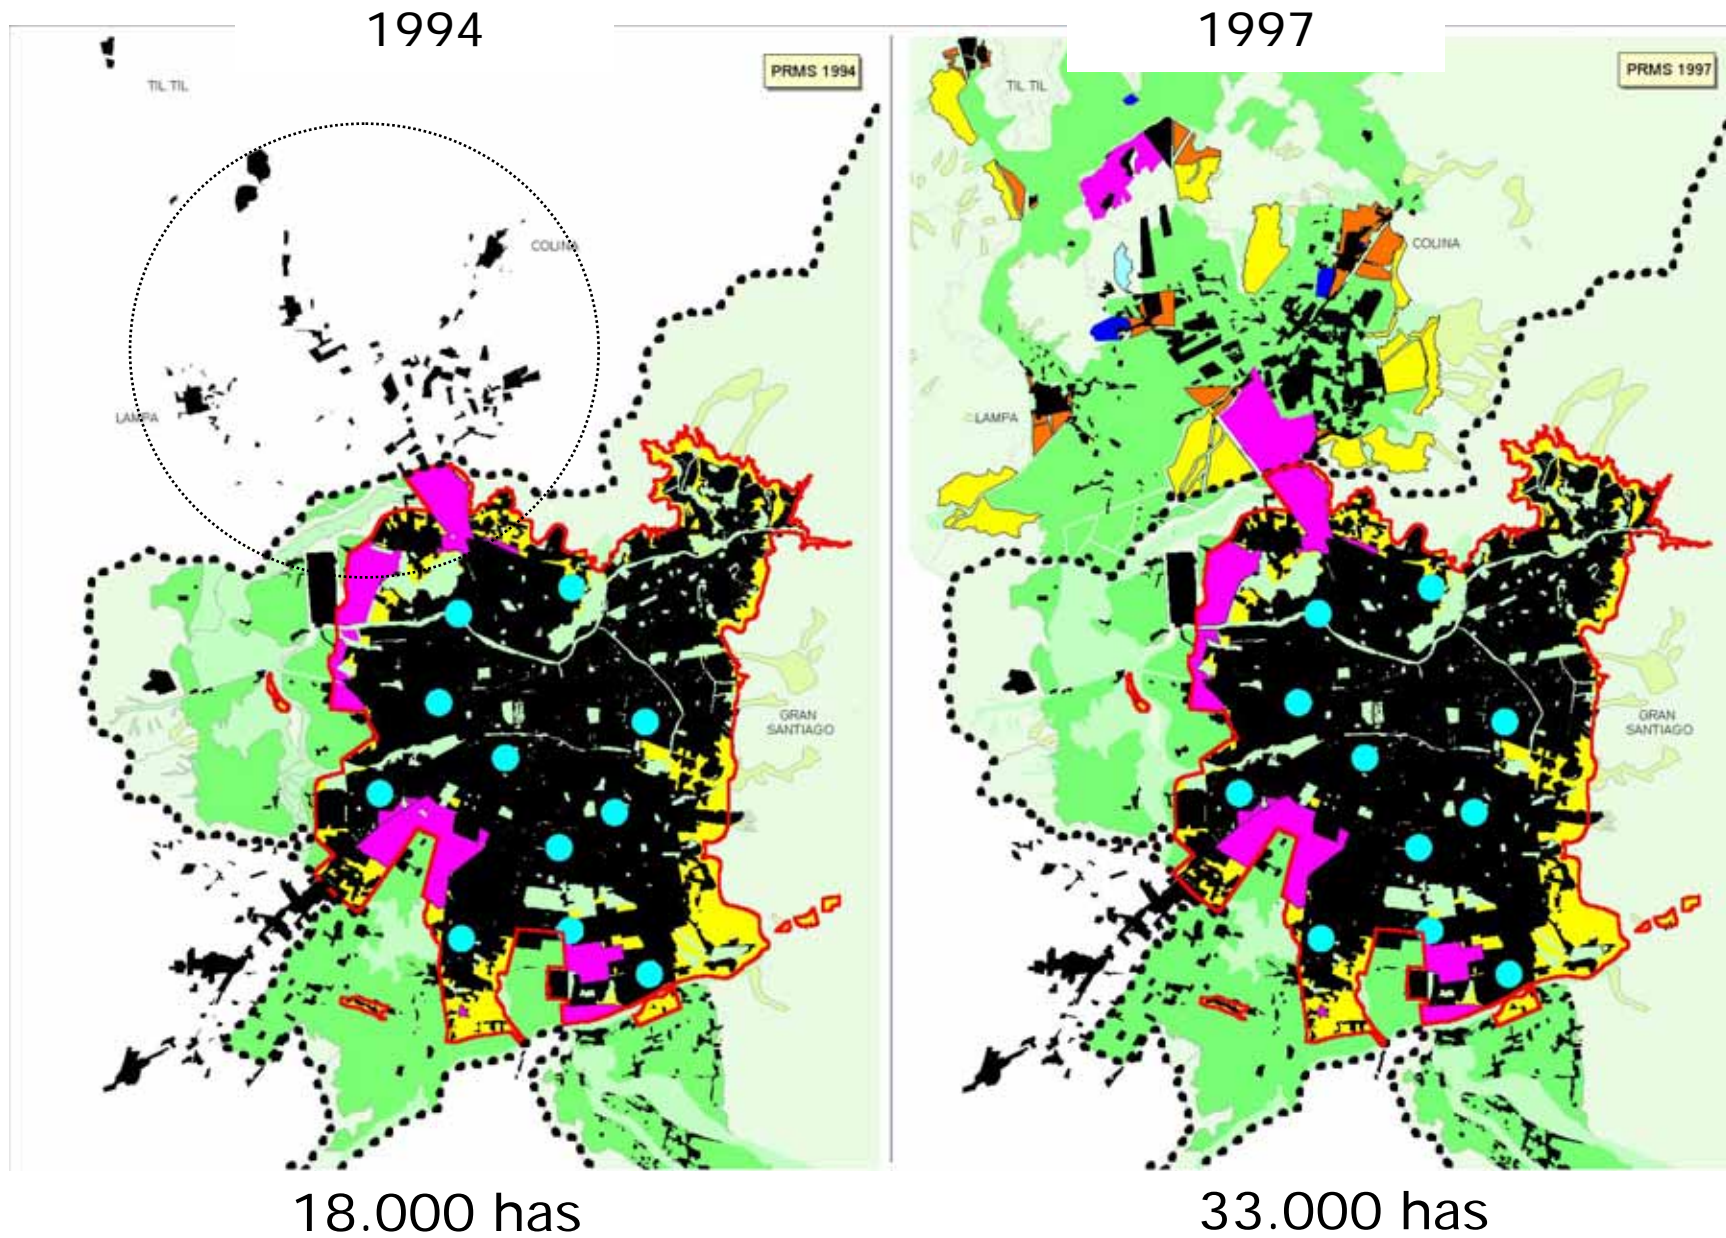 1994
PRMS 1994
TIL TIL
COLINA
LAMPA
GRAN
SANTIAGO
18.000 has
1997
PRMS 1997
TIL TIL
COLINA
LAMPA
GRAN
SANTIAGO
33.000 has